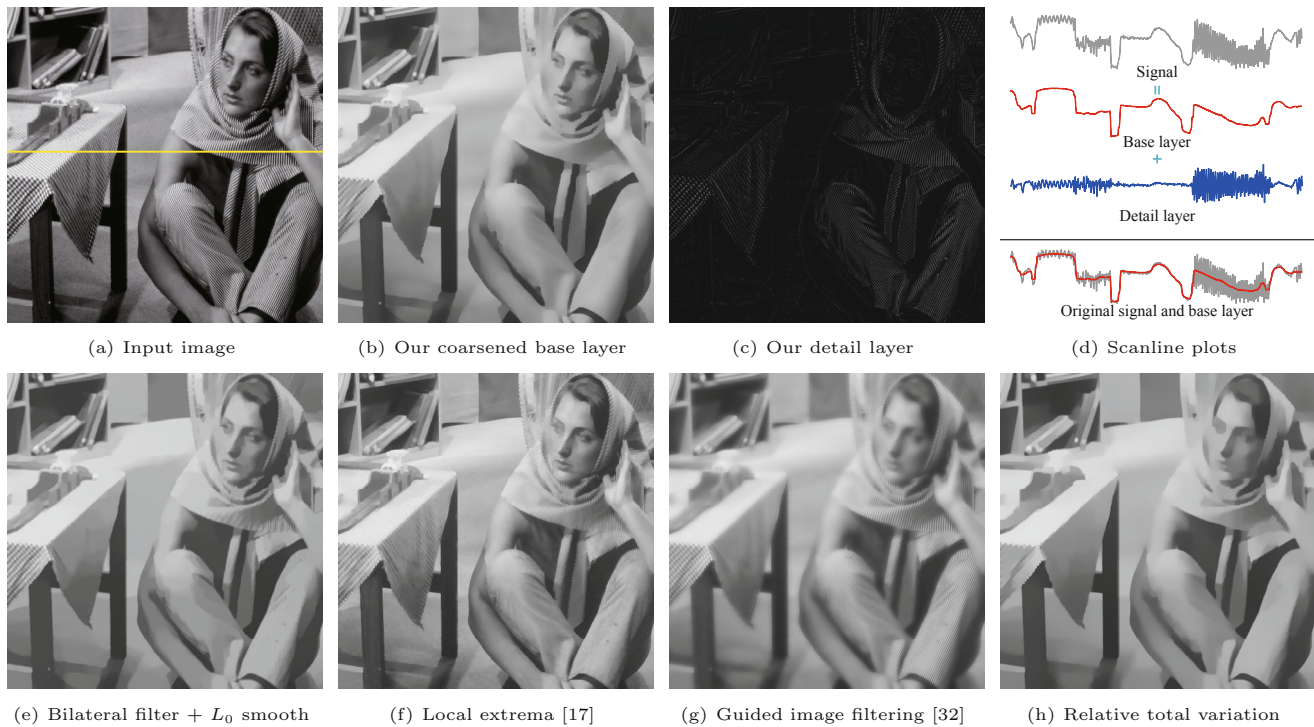 Signal
=
Base layer
+
Detail layer
Original signal and base layer
(a) Input image
(b) Our coarsened base layer
(c) Our detail layer
(d) Scanline plots
(e) Bilateral filter + L₀ smooth
(f) Local extrema [17]
(g) Guided image filtering [32]
(h) Relative total variation